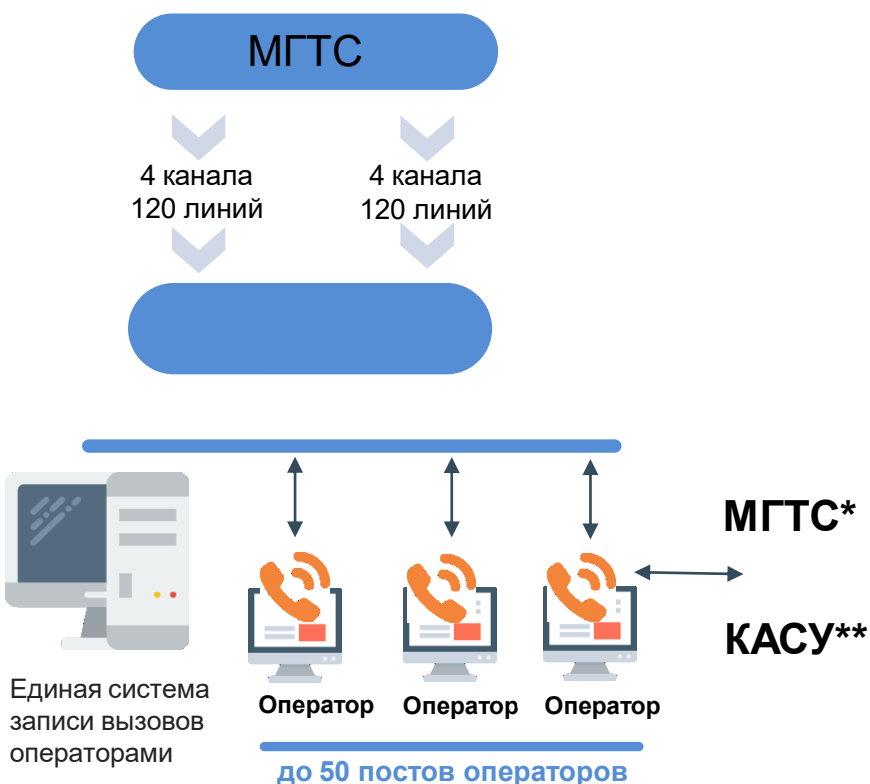 МГТС
4 канала
120 линий
4 канала
120 линий
МГТС*
КАСУ**
Единая система
записи вызовов
операторами
Оператор
Оператор
Оператор
до 50 постов операторов